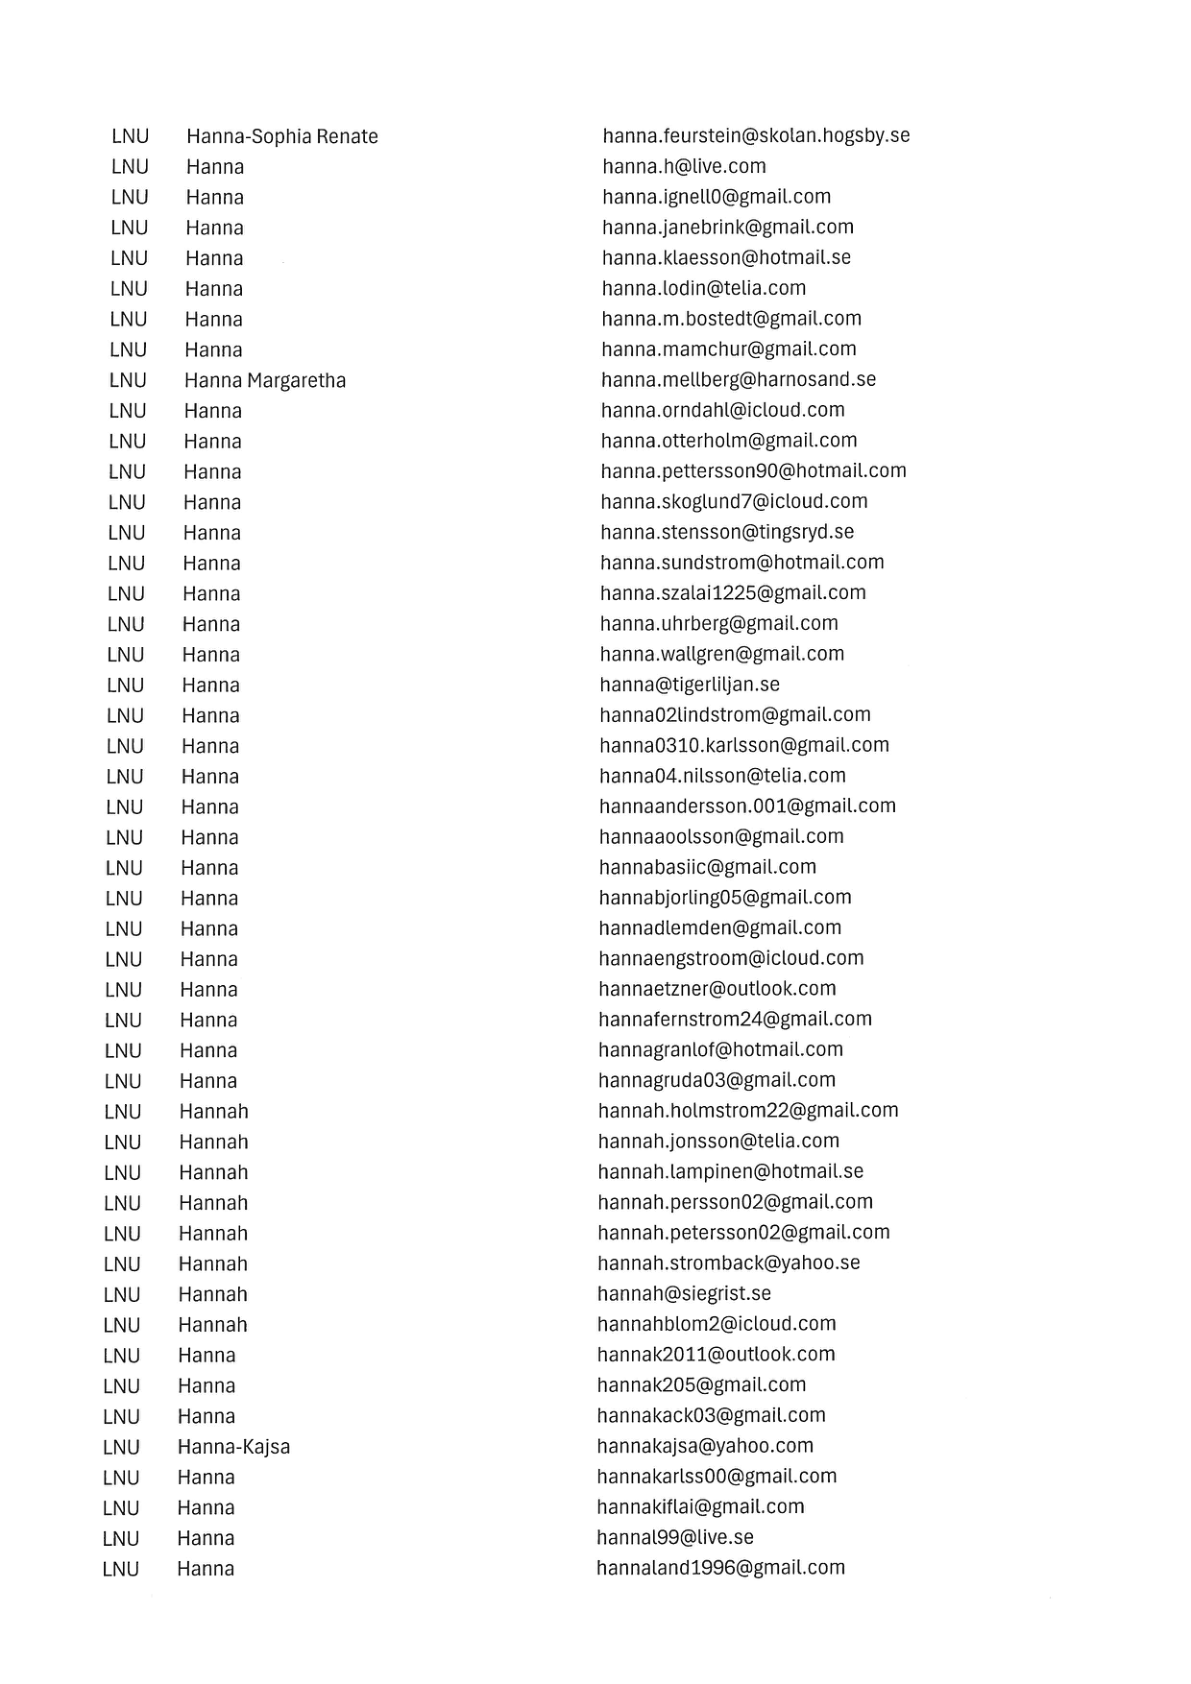 LNU Hanna-Sophia Renate hanna.feurstein@skolan.hogsby.se
LNU Hanna hanna.h@live.com
LNU Hanna hanna.ignell0@gmail.com
LNU Hanna hanna.janebrink@gmail.com
LNU Hanna hanna.klaesson@hotmail.se
LNU Hanna hanna.lodin@telia.com
LNU Hanna hanna.m.bostedt@gmail.com
LNU Hanna hanna.mamchur@gmail.com
LNU Hanna Margaretha hanna.mellberg@harnosand.se
LNU Hanna hanna.orndahl@icloud.com
LNU Hanna hanna.otterholm@gmail.com
LNU Hanna hanna.pettersson90@hotmail.com
LNU Hanna hanna.skoglund7@icloud.com
LNU Hanna hanna.stensson@tingsryd.se
LNU Hanna hanna.sundstrom@hotmail.com
LNU Hanna hanna.szalai1225@gmail.com
LNU Hanna hanna.uhrberg@gmail.com
LNU Hanna hanna.wallgren@gmail.com
LNU Hanna hanna@tigerliljan.se
LNU Hanna hanna02lindstrom@gmail.com
LNU Hanna hanna0310.karlsson@gmail.com
LNU Hanna hanna04.nilsson@telia.com
LNU Hanna hannaandersson.001@gmail.com
LNU Hanna hannaaoolsson@gmail.com
LNU Hanna hannabasiic@gmail.com
LNU Hanna hannabjorling05@gmail.com
LNU Hanna hannadlemden@gmail.com
LNU Hanna hannaengstroom@icloud.com
LNU Hanna hannaetzner@outlook.com
LNU Hanna hannafernstrom24@gmail.com
LNU Hanna hannagranlof@hotmail.com
LNU Hanna hannagruda03@gmail.com
LNU Hannah hannah.holmstrom22@gmail.com
LNU Hannah hannah.jonsson@telia.com
LNU Hannah hannah.lampinen@hotmail.se
LNU Hannah hannah.persson02@gmail.com
LNU Hannah hannah.petersson02@gmail.com
LNU Hannah hannah.stromback@yahoo.se
LNU Hannah hannah@siegrist.se
LNU Hannah hannahblom2@icloud.com
LNU Hanna hannak2011@outlook.com
LNU Hanna hannak205@gmail.com
LNU Hanna hannakack03@gmail.com
LNU Hanna-Kajsa hannakajsa@yahoo.com
LNU Hanna hannakarlss00@gmail.com
LNU Hanna hannakiflai@gmail.com
LNU Hanna hannal99@live.se
LNU Hanna hannaland1996@gmail.com